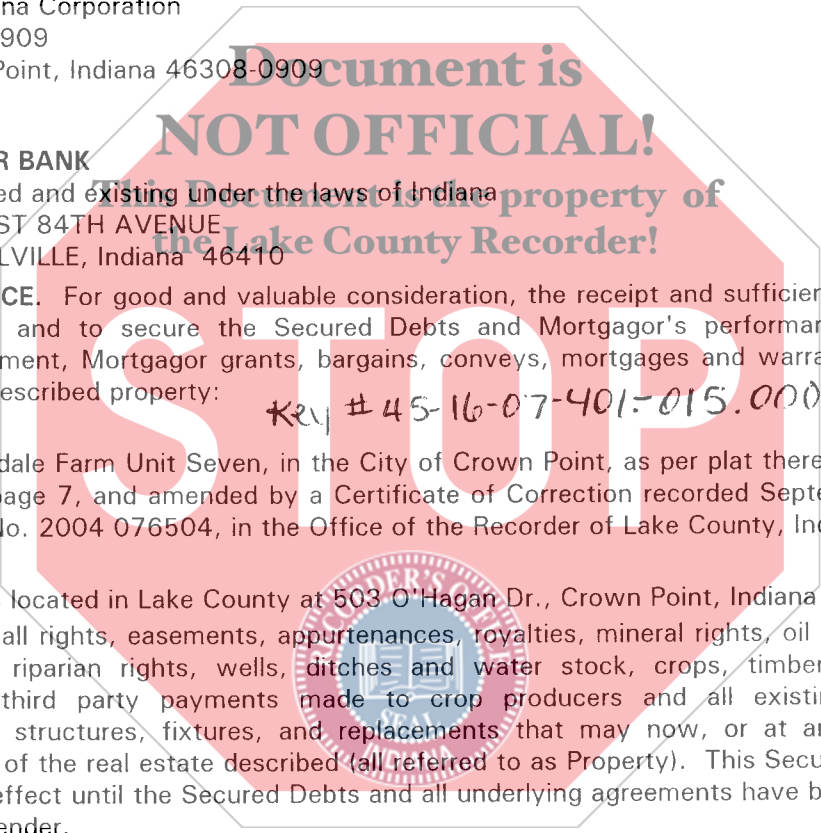 na Corporation
909
Point, Indiana 46308-0909
Document is
NOT OFFICIAL!
R BANK
ed and existing under the laws of Indiana
This Document is the property of
ST 84TH AVENUE
the Lake County Recorder!
LVILLE, Indiana 46410
CE. For good and valuable consideration, the receipt and sufficien
and to secure the Secured Debts and Mortgagor's performan
ment, Mortgagor grants, bargains, conveys, mortgages and warra
escribed property:
Key # 45-16-07-401-015.000
STOP
dale Farm Unit Seven, in the City of Crown Point, as per plat there
page 7, and amended by a Certificate of Correction recorded Septe
No. 2004 076504, in the Office of the Recorder of Lake County, Ind
located in Lake County at 503 O'Hagan Dr., Crown Point, Indiana
all rights, easements, appurtenances, royalties, mineral rights, oil
riparian rights, wells, ditches and water stock, crops, timber
third party payments made to crop producers and all existi
structures, fixtures, and replacements that may now, or at an
of the real estate described (all referred to as Property). This Secu
effect until the Secured Debts and all underlying agreements have b
ender.
RECORDER'S OFFICE
SEAL
INDIANA